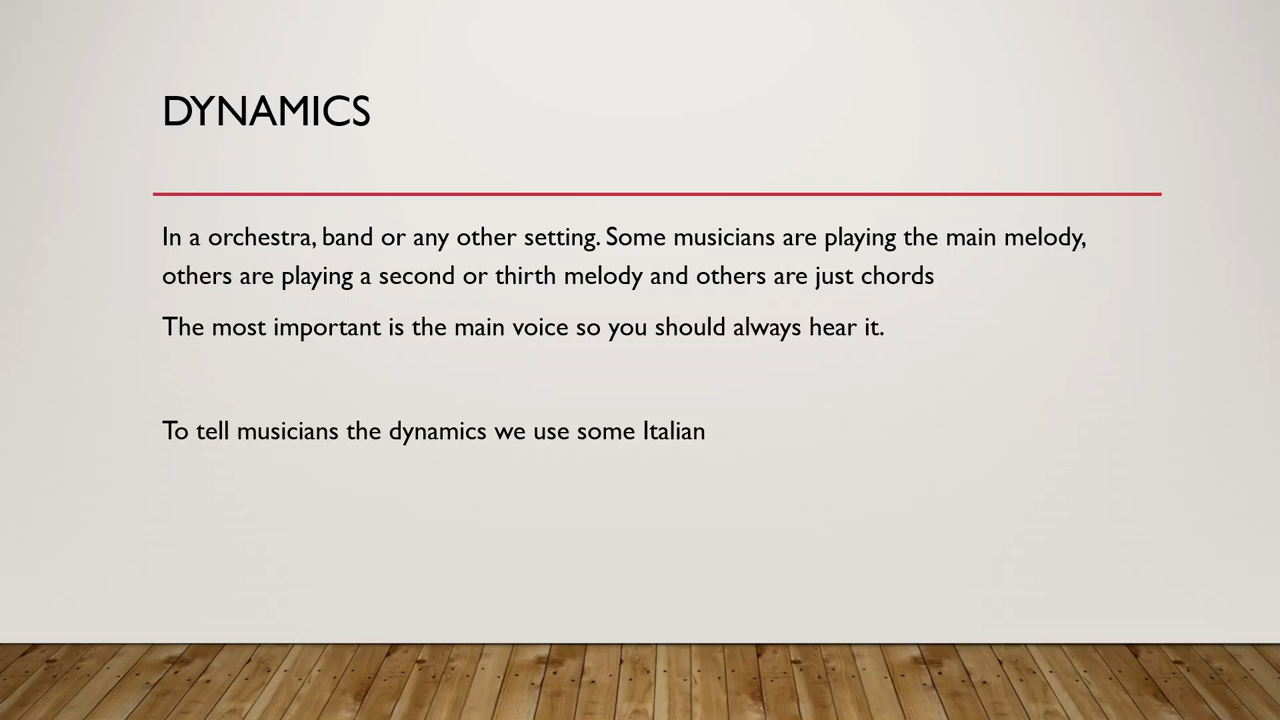 DYNAMICS
In a orchestra, band or any other setting. Some musicians are playing the main melody,
others are playing a second or thirth melody and others are just chords
The most important is the main voice so you should always hear it.
To tell musicians the dynamics we use some Italian